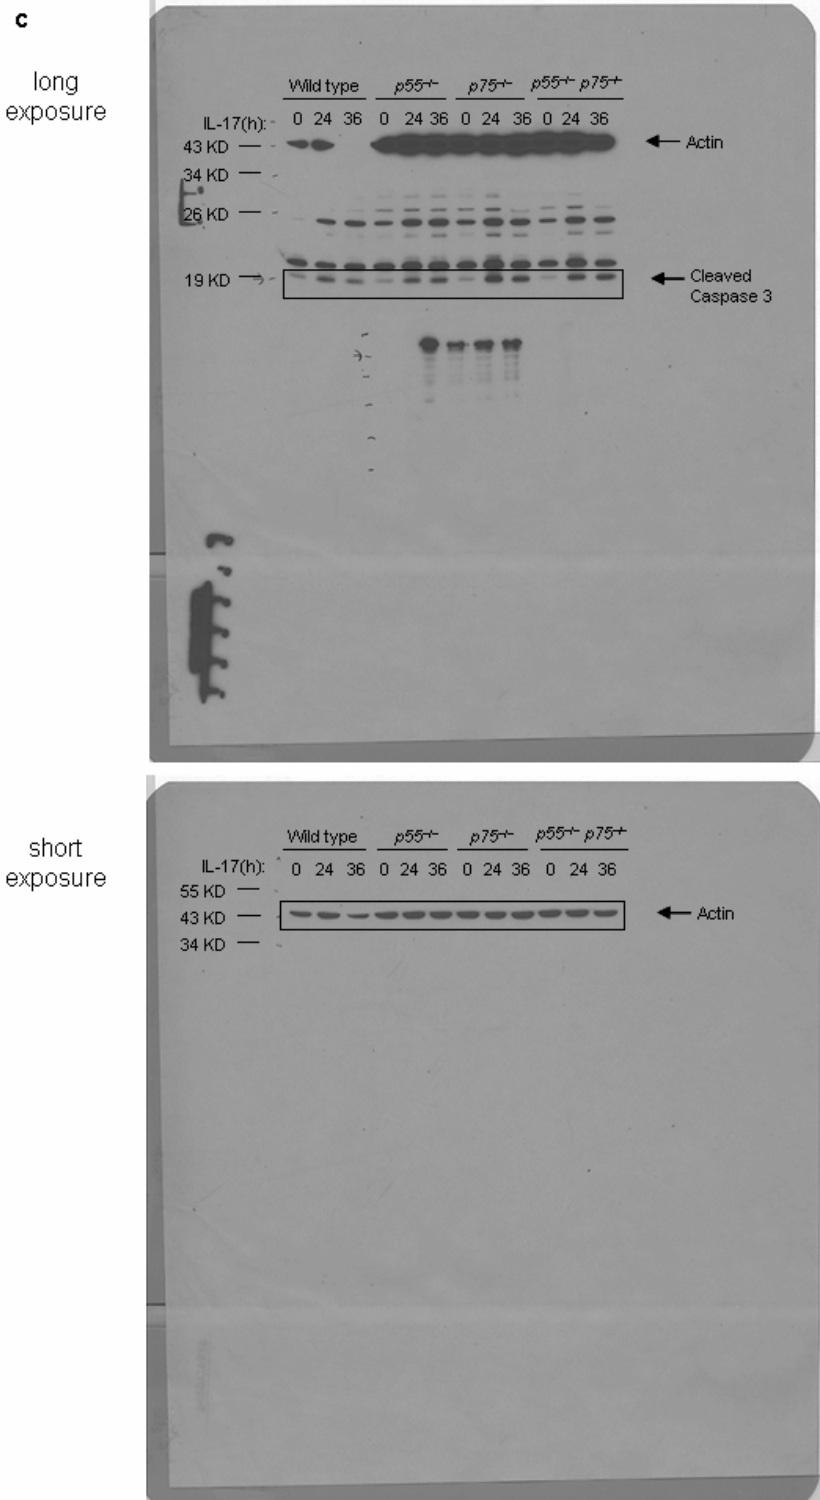 c
long
exposure
Wild type p55-/- p75-/- p55-/- p75-/-
IL-17(h): 0 24 36 0 24 36 0 24 36 0 24 36
43 KD
Actin
34 KD
26 KD
19 KD
Cleaved
Caspase 3
short
exposure
Wild type p55-/- p75-/- p55-/- p75-/-
IL-17(h): 0 24 36 0 24 36 0 24 36 0 24 36
55 KD
43 KD
Actin
34 KD